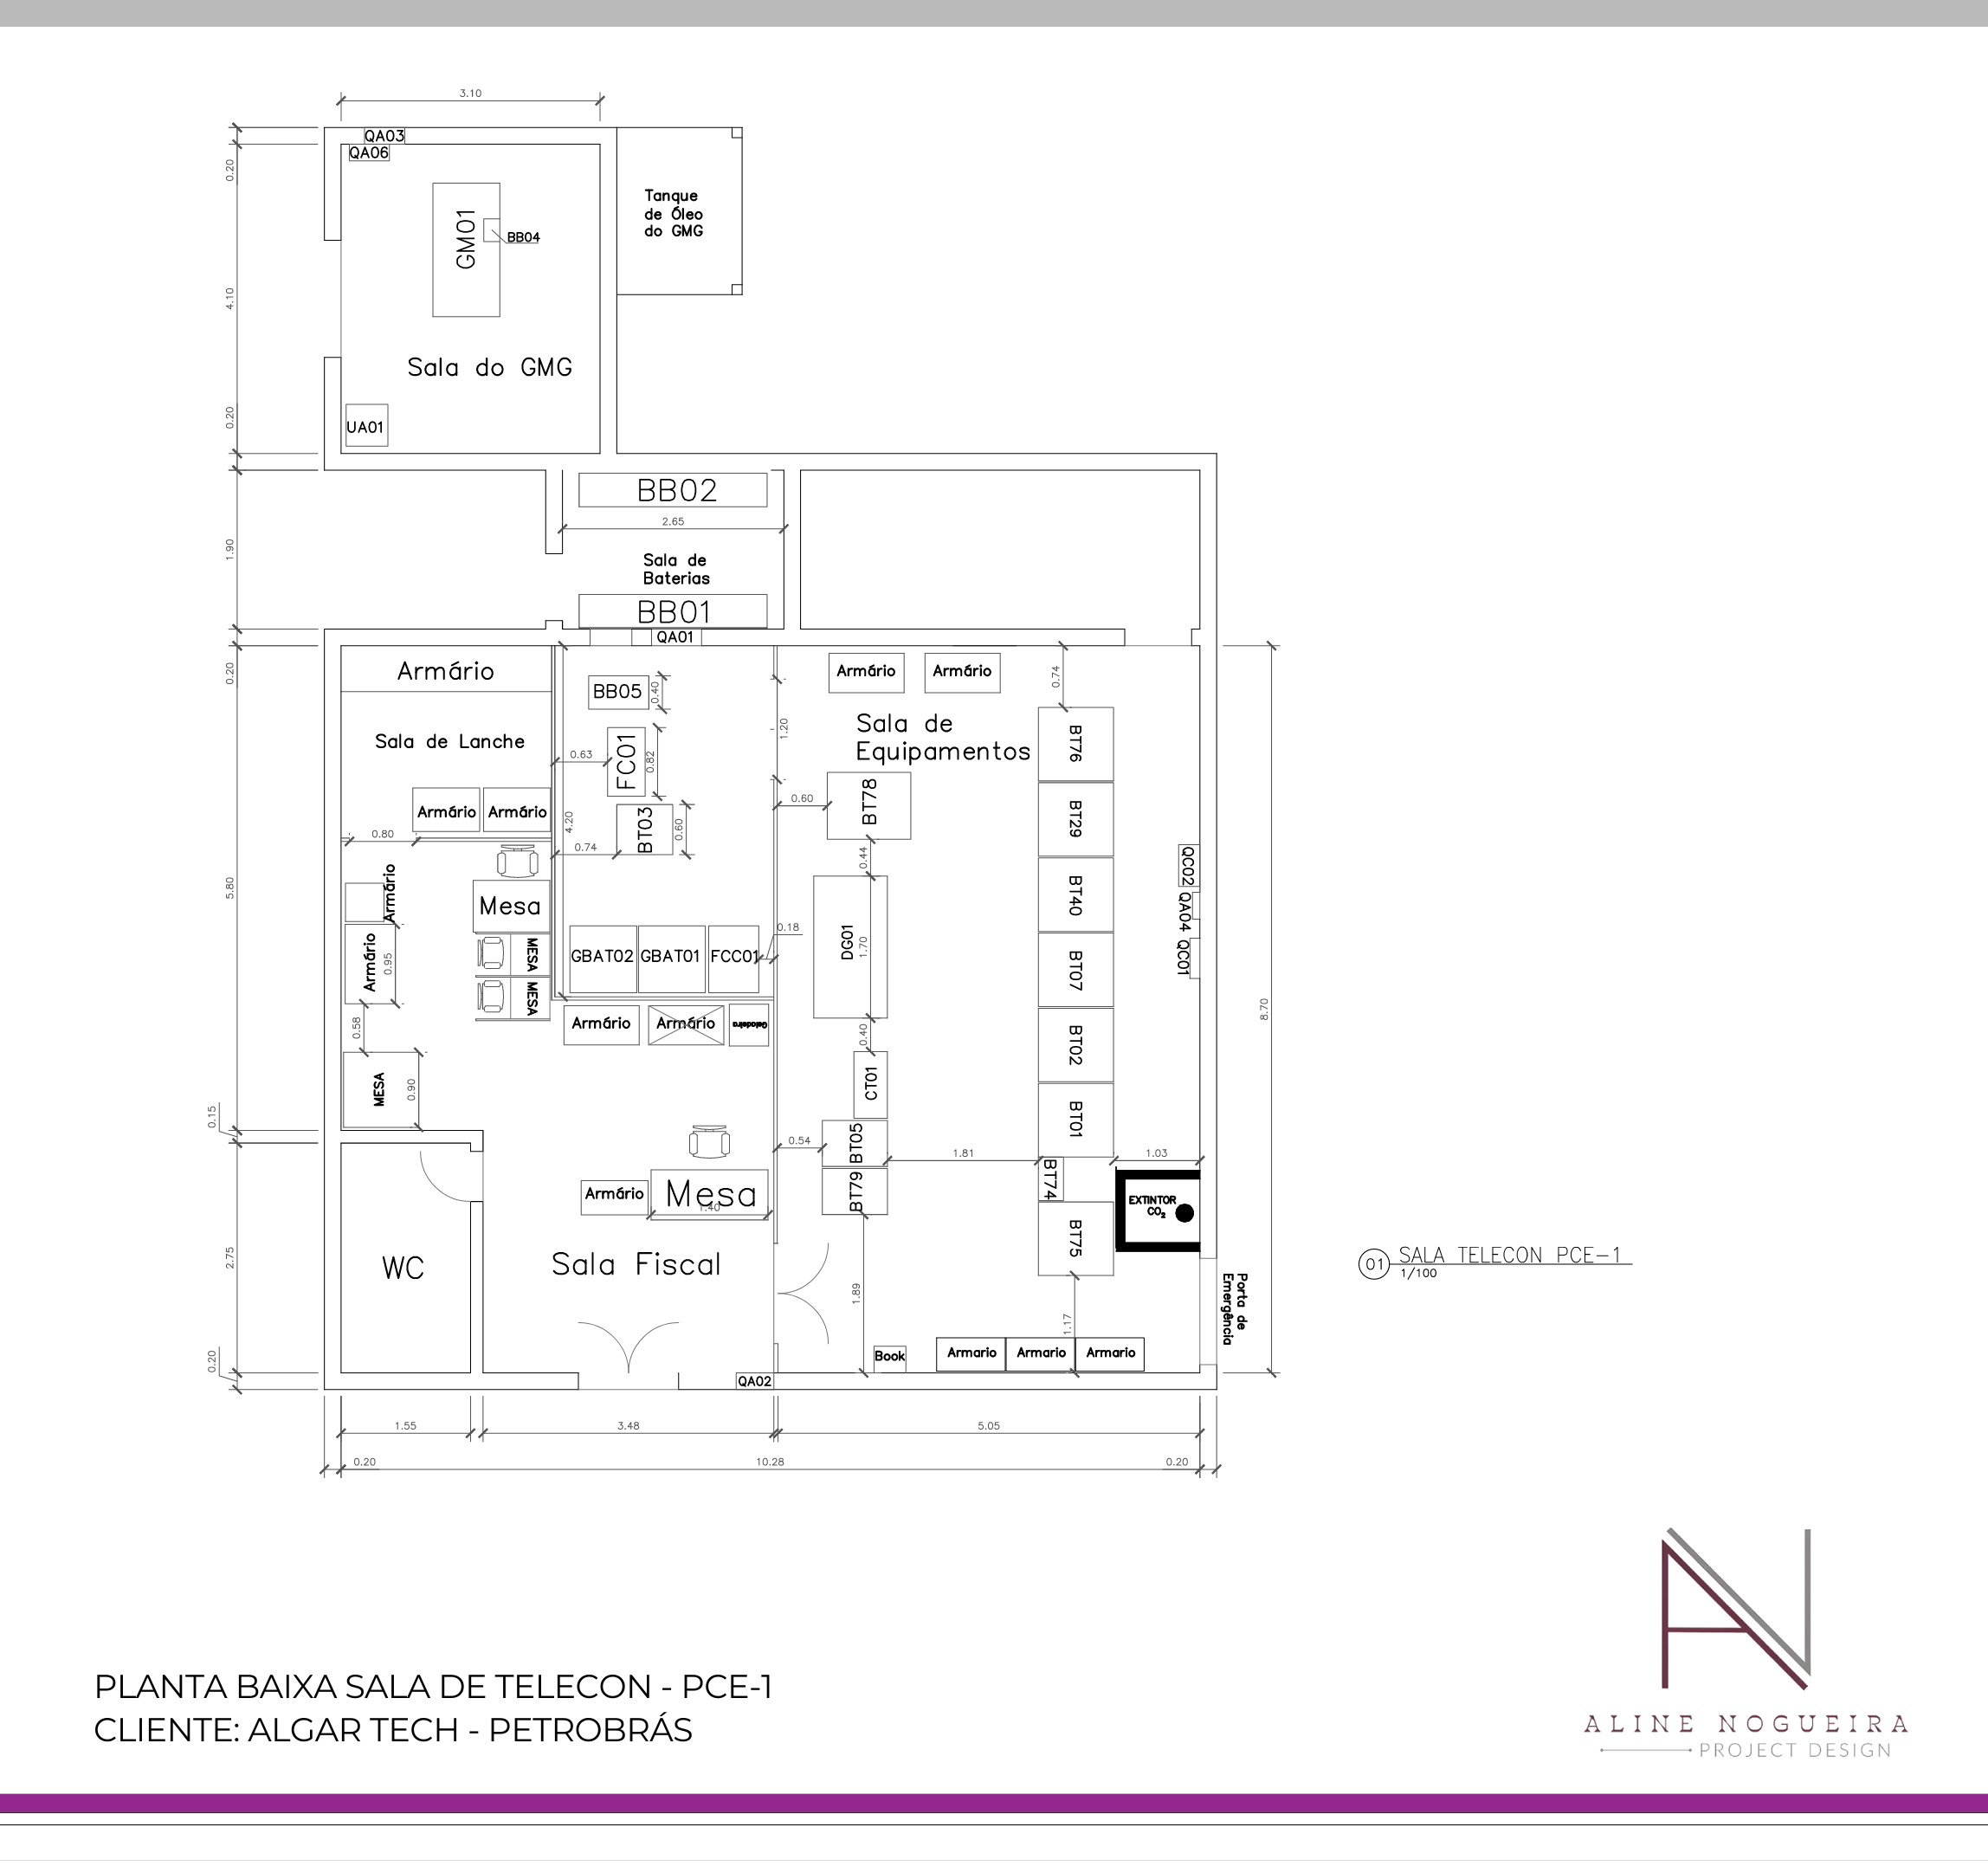 3.10
QA03
QA06
0.20
GM01
BB04
Tanque
de Óleo
do GMG
4.10
Sala do GMG
0.20
UA01
BB02
2.65
1.90
Sala de
Baterias
BB01
QA01
0.20
Armário
BB05
0.40
Armário
Armário
0.74
Sala de
Equipamentos
1.20
Sala de Lanche
0.63
FC01
0.82
BT76
0.60
BT78
Armário
Armário
4.20
BT03
0.60
BT29
0.80
0.74
0.44
QC02
Armário
5.80
Mesa
BT40
QA04
0.18
DG01
1.70
Armário
0.95
MESA
GBAT02
GBAT01
FCC01
BT07
QC01
MESA
8.70
0.58
Armário
Armário
Geladeira
0.40
BT02
MESA
0.90
CT01
0.15
BT01
0.54
BT05
1.81
1.03
BT74
Armário
Mesa
1.40
BT79
EXTINTOR
CO2
BT75
WC
Sala Fiscal
2.75
1.89
Porta de
Emergência
01
SALA TELECON PCE-1
1/100
1.17
Book
Armario
Armario
Armario
0.20
QA02
1.55
3.48
5.05
0.20
10.28
0.20
PLANTA BAIXA SALA DE TELECON - PCE-1
CLIENTE: ALGAR TECH - PETROBRÁS
ALINE NOGUEIRA
PROJECT DESIGN